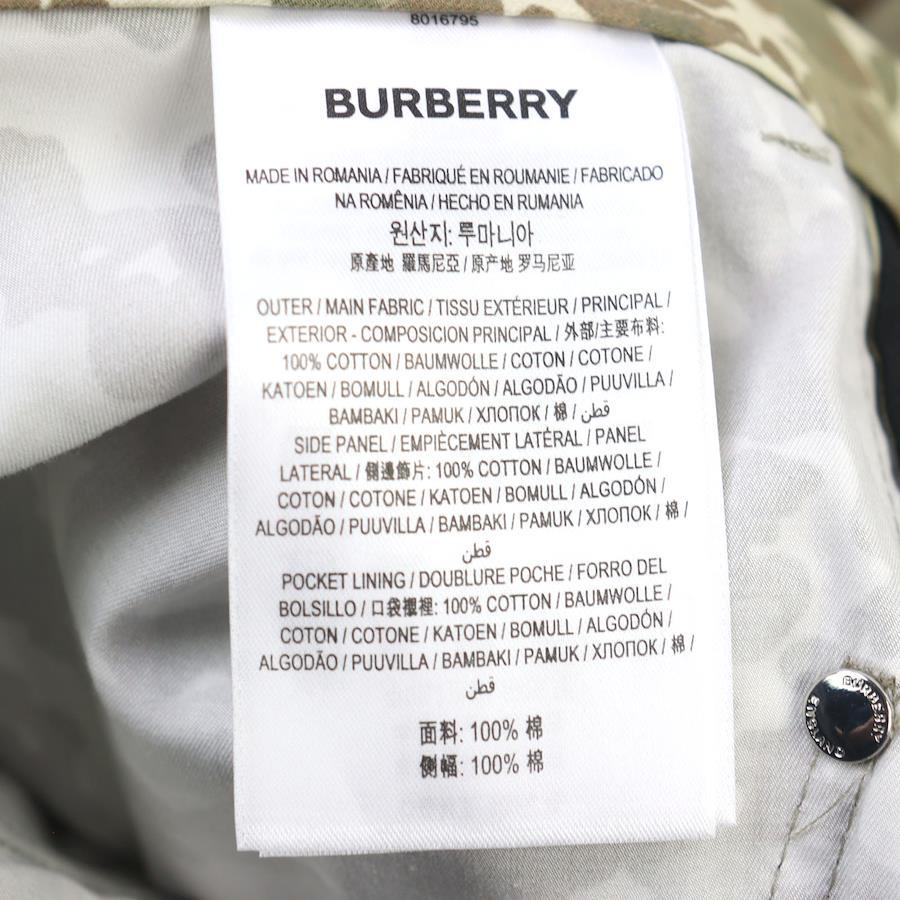 8016795
BURBERRY
MADE IN ROMANIA / FABRIQUÉ EN ROUMANIE / FABRICADO
NA ROMÊNIA / HECHO EN RUMANIA
원산지: 루마니아
原產地 羅馬尼亞 / 原产地 罗马尼亚
OUTER / MAIN FABRIC / TISSU EXTÉRIEUR / PRINCIPAL /
EXTERIOR - COMPOSICION PRINCIPAL / 外部/主要布料:
100% COTTON / BAUMWOLLE / COTON / COTONE /
KATOEN / BOMULL / ALGODÓN / ALGODÃO / PUUVILLA /
BAMBAKI / PAMUK / ХЛОПОК / 棉 / قطن
SIDE PANEL / EMPIÈCEMENT LATÉRAL / PANEL
LATERAL / 側邊飾片: 100% COTTON / BAUMWOLLE /
COTON / COTONE / KATOEN / BOMULL / ALGODÓN /
ALGODÃO / PUUVILLA / BAMBAKI / PAMUK / ХЛОПОК / 棉 /
قطن
POCKET LINING / DOUBLURE POCHE / FORRO DEL
BOLSILLO / 口袋襯裡: 100% COTTON / BAUMWOLLE /
COTON / COTONE / KATOEN / BOMULL / ALGODÓN /
ALGODÃO / PUUVILLA / BAMBAKI / PAMUK / ХЛОПОК / 棉 /
قطن
面料: 100% 棉
侧幅: 100% 棉
BURBERRY
ENGLAND